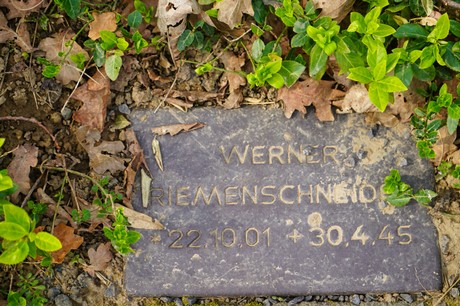 WERNER
RIEMENSCHNEID
* 22.10.01 + 30.4.45